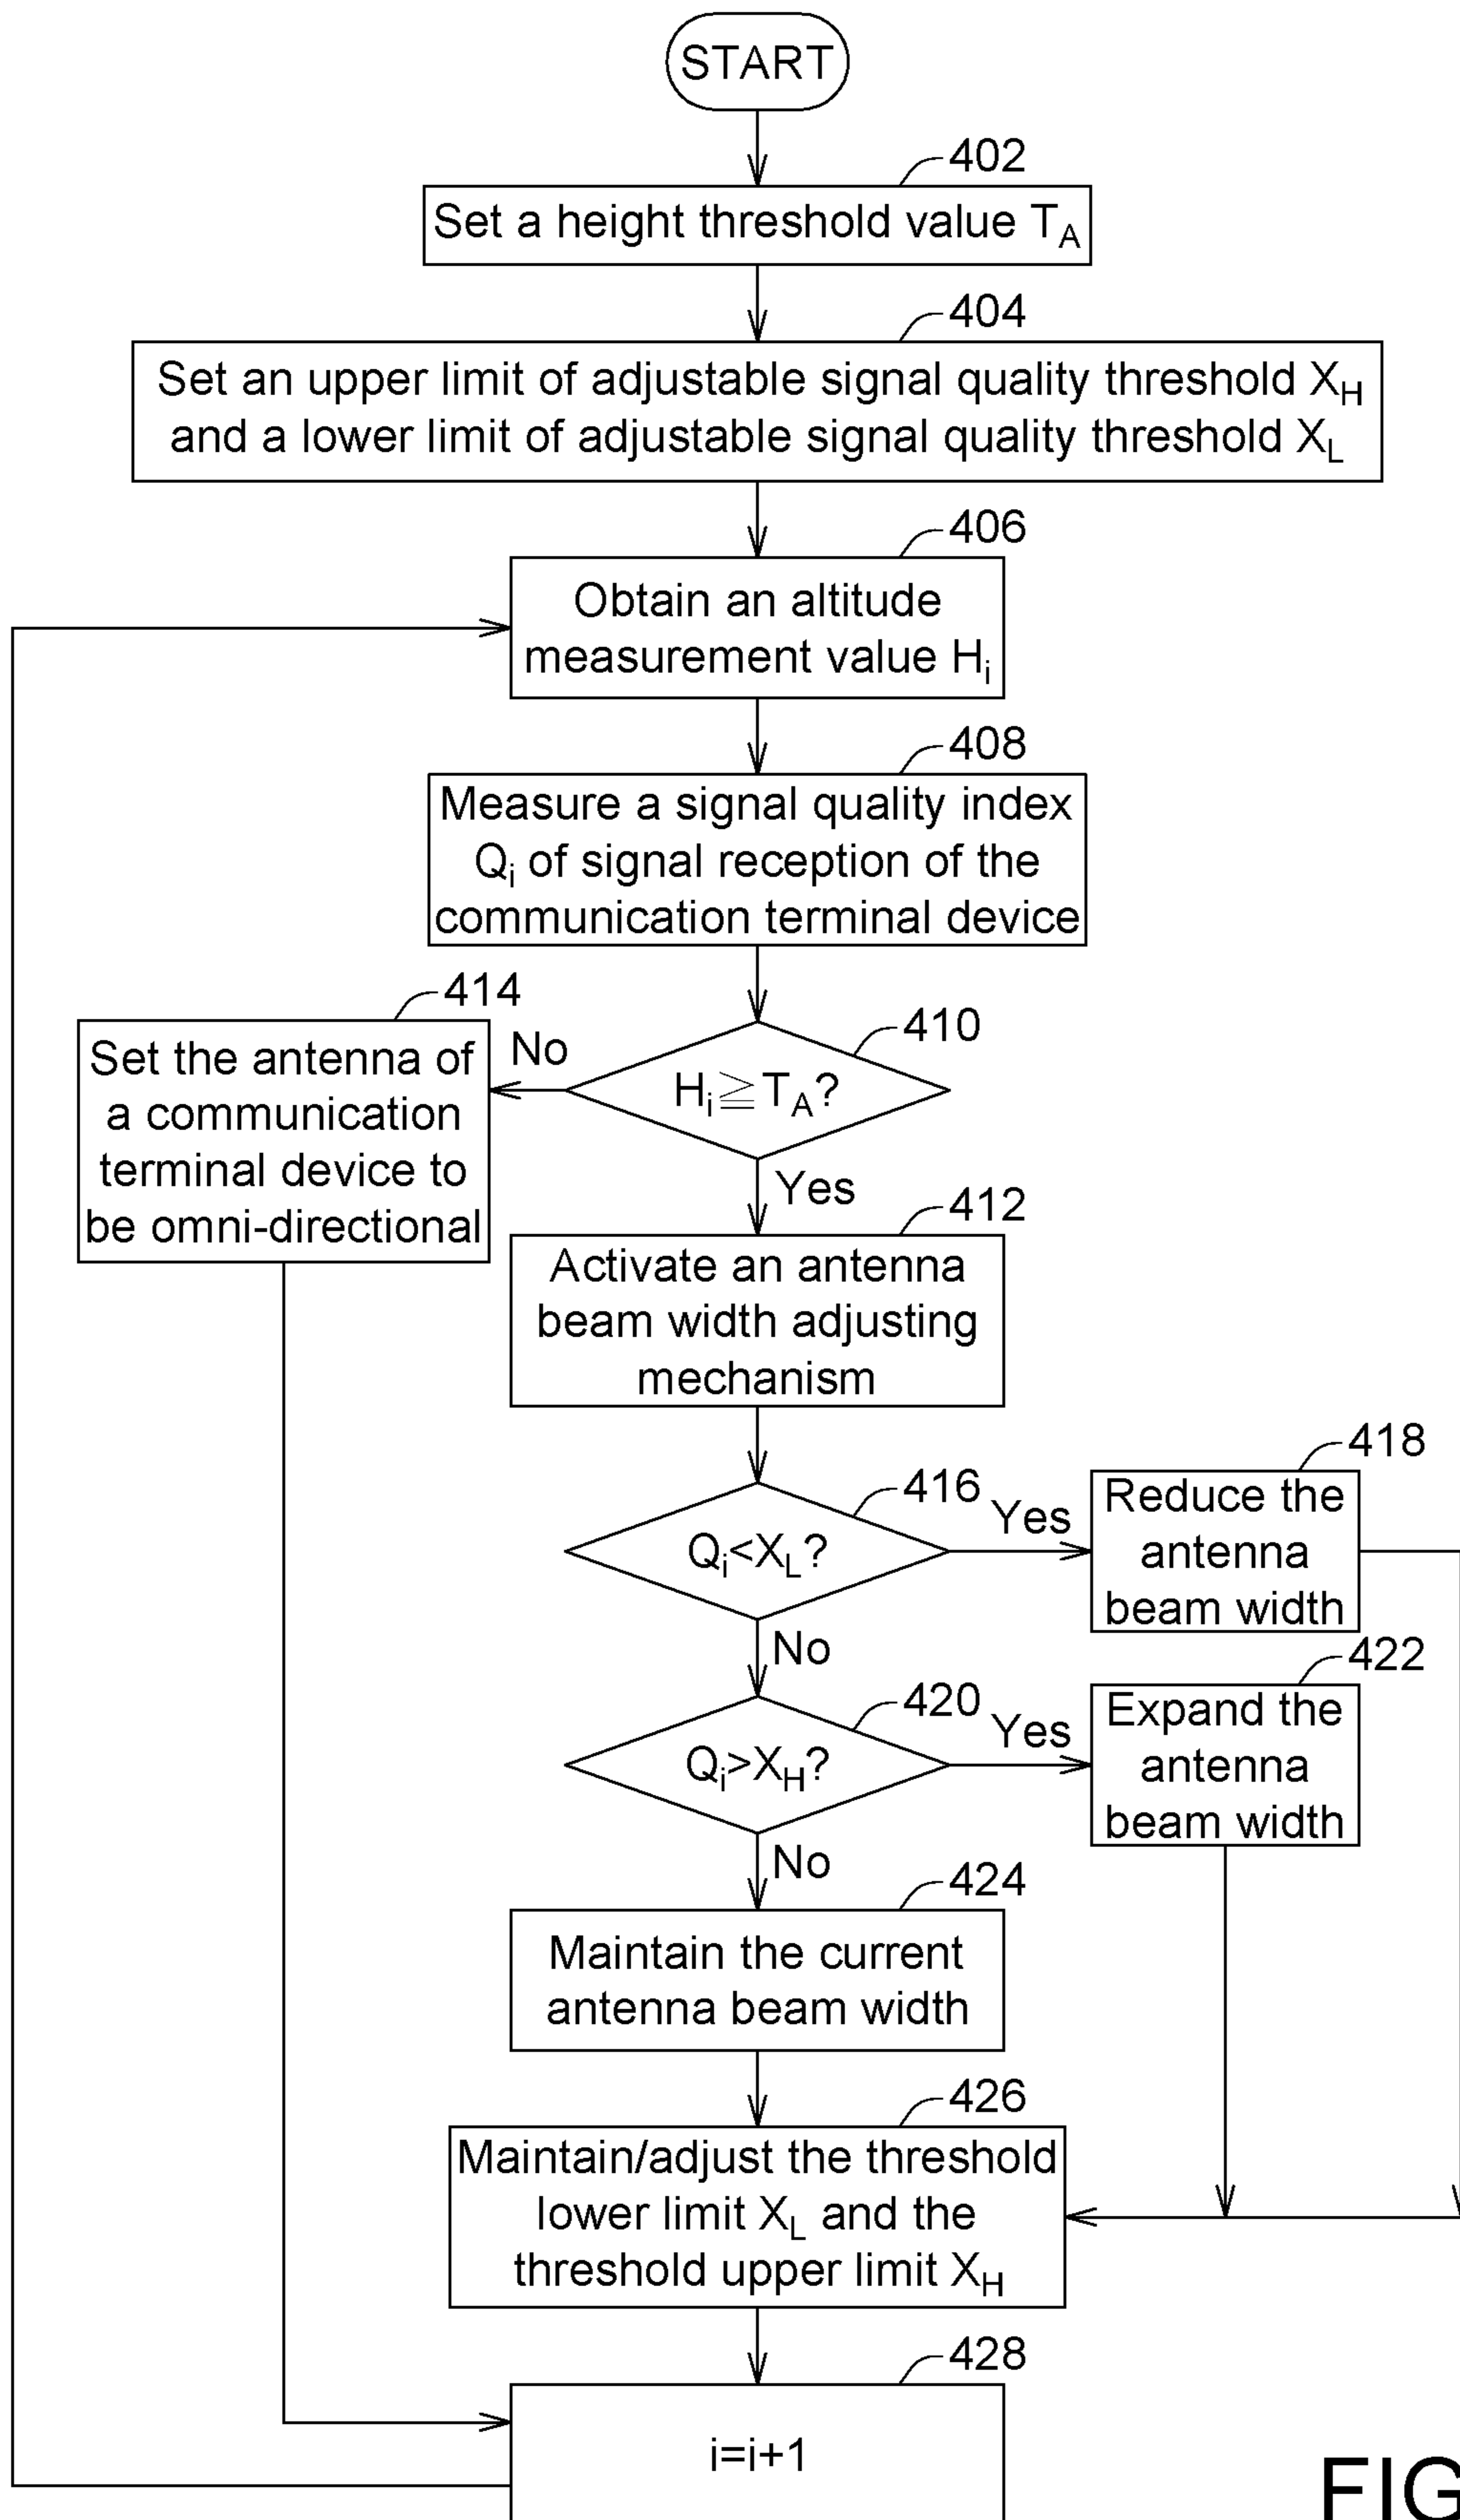 START
402
Set a height threshold value TA
404
Set an upper limit of adjustable signal quality threshold XH
and a lower limit of adjustable signal quality threshold XL
406
Obtain an altitude
measurement value Hi
408
Measure a signal quality index
Qi of signal reception of the
communication terminal device
414
Set the antenna of
a communication
terminal device to
be omni-directional
No
410
Hi≧TA?
Yes
412
Activate an antenna
beam width adjusting
mechanism
416
Qi<XL?
Yes
418
Reduce the
antenna
beam width
No
420
Qi>XH?
Yes
422
Expand the
antenna
beam width
No
424
Maintain the current
antenna beam width
426
Maintain/adjust the threshold
lower limit XL and the
threshold upper limit XH
428
i=i+1
FIG